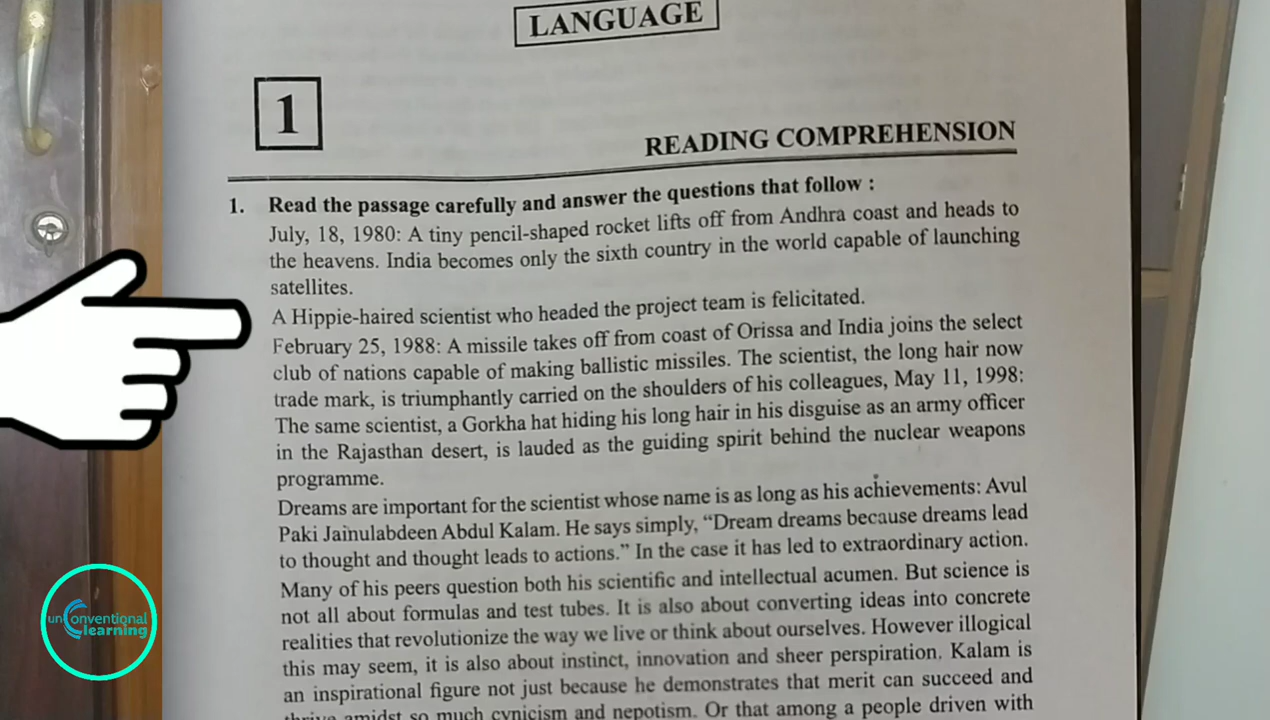 LANGUAGE
1
READING COMPREHENSION
1. Read the passage carefully and answer the questions that follow :
July, 18, 1980: A tiny pencil-shaped rocket lifts off from Andhra coast and heads to
the heavens. India becomes only the sixth country in the world capable of launching
satellites.
A Hippie-haired scientist who headed the project team is felicitated.
February 25, 1988: A missile takes off from coast of Orissa and India joins the select
club of nations capable of making ballistic missiles. The scientist, the long hair now
trade mark, is triumphantly carried on the shoulders of his colleagues, May 11, 1998:
The same scientist, a Gorkha hat hiding his long hair in his disguise as an army officer
in the Rajasthan desert, is lauded as the guiding spirit behind the nuclear weapons
programme.
Dreams are important for the scientist whose name is as long as his achievements: Avul
Paki Jainulabdeen Abdul Kalam. He says simply, “Dream dreams because dreams lead
to thought and thought leads to actions.” In the case it has led to extraordinary action.
Many of his peers question both his scientific and intellectual acumen. But science is
not all about formulas and test tubes. It is also about converting ideas into concrete
realities that revolutionize the way we live or think about ourselves. However illogical
this may seem, it is also about instinct, innovation and sheer perspiration. Kalam is
an inspirational figure not just because he demonstrates that merit can succeed and
thrive amidst so much cynicism and nepotism. Or that among a people driven with
unConventional
learning